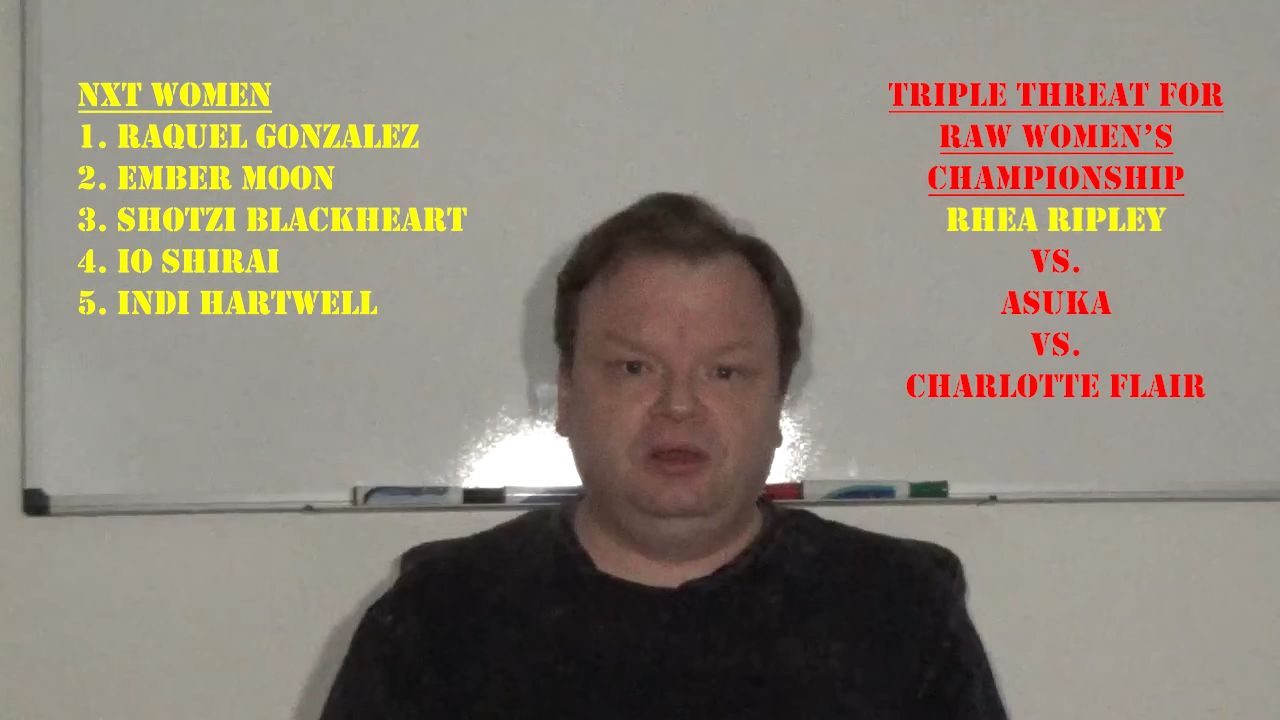 NXT WOMEN
1. RAQUEL GONZALEZ
2. EMBER MOON
3. SHOTZI BLACKHEART
4. IO SHIRAI
5. INDI HARTWELL
TRIPLE THREAT FOR
RAW WOMEN'S
CHAMPIONSHIP
RHEA RIPLEY
VS.
ASUKA
VS.
CHARLOTTE FLAIR